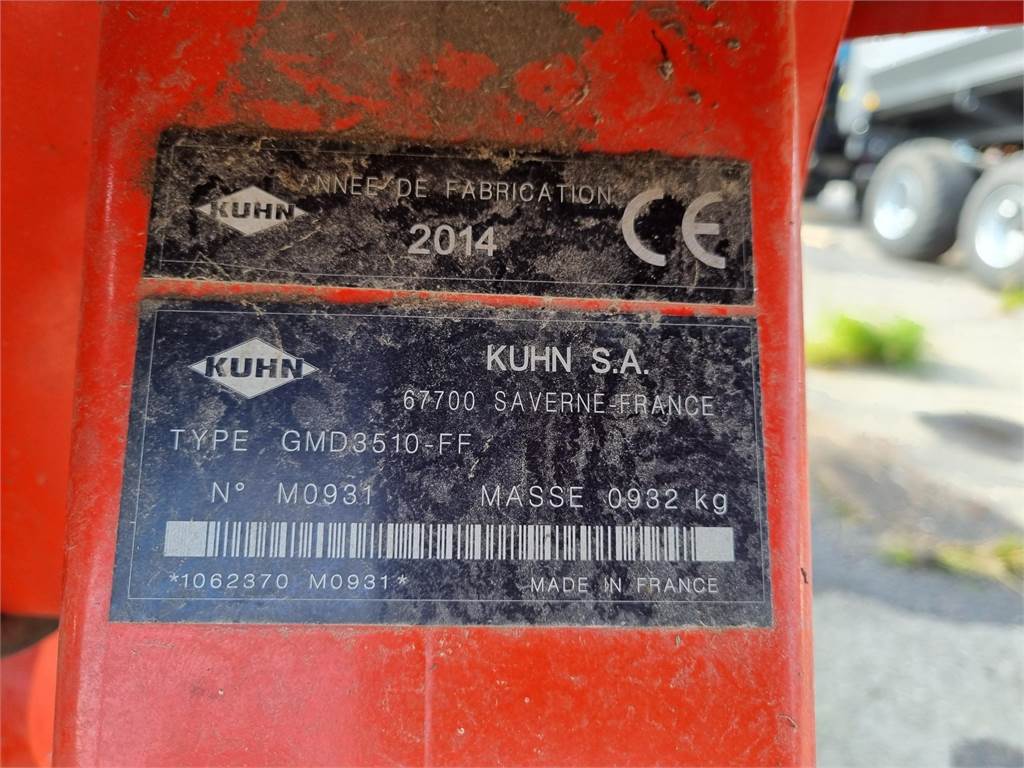 KUHN
ANNEE DE FABRICATION
2014
CE
KUHN
KUHN S.A.
67700 SAVERNE-FRANCE
TYPE GMD3510-FF
N° M0931 MASSE 0932 kg
*1062370 M0931* MADE IN FRANCE